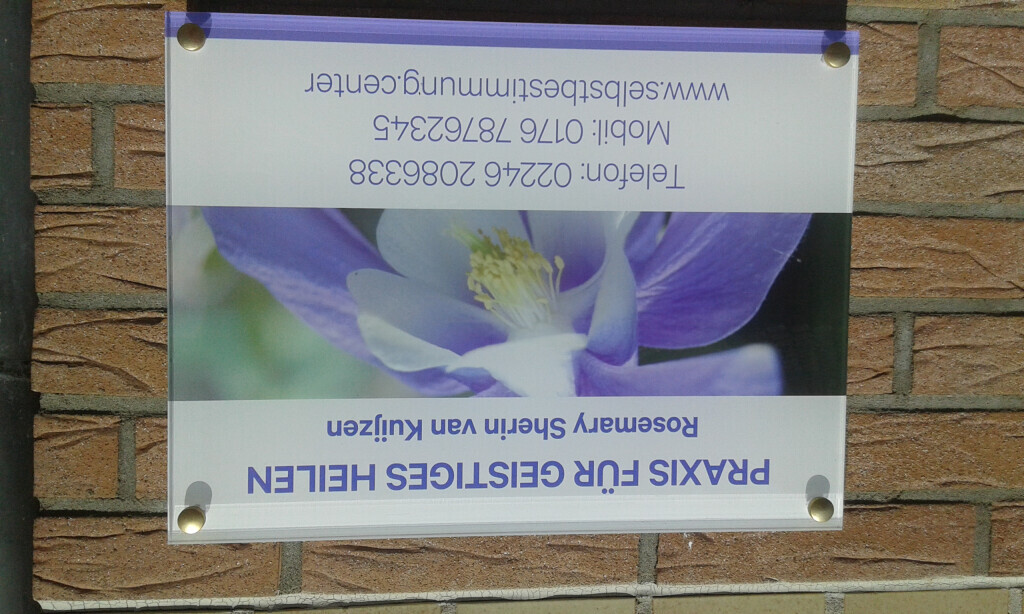 PRAXIS FÜR GEISTIGES HEILEN
Rosemary Sherin van Kuijzen
Telefon: 02246 2086338
Mobil: 0176 78762345
www.selbstbestimmung.center